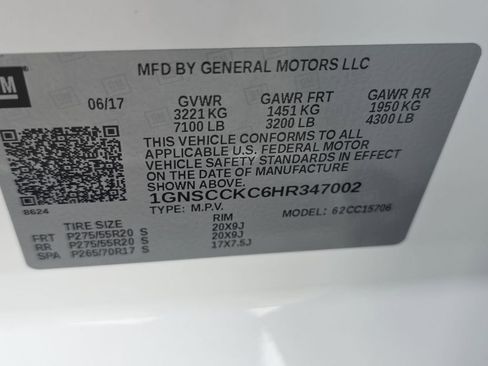 GM
MFD BY GENERAL MOTORS LLC
06/17 GVWR GAWR FRT GAWR RR
3221 KG 1451 KG 1950 KG
7100 LB 3200 LB 4300 LB
THIS VEHICLE CONFORMS TO ALL
APPLICABLE U.S. FEDERAL MOTOR
VEHICLE SAFETY STANDARDS IN EFFECT
ON THE DATE OF MANUFACTURE
SHOWN ABOVE.
1GNSCCKC6HR347002
8624 TYPE: M.P.V. MODEL: 62CC15706
TIRE SIZE RIM
FRT P275/55R20 S 20X9J
RR P275/55R20 S 20X9J
SPA P265/70R17 S 17X7.5J